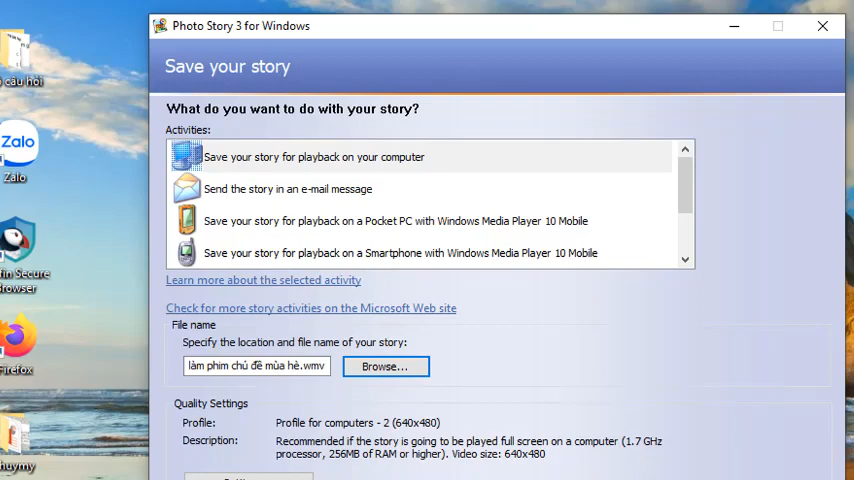 Photo Story 3 for Windows
Save your story
What do you want to do with your story?
Activities:
Save your story for playback on your computer
Send the story in an e-mail message
Save your story for playback on a Pocket PC with Windows Media Player 10 Mobile
Save your story for playback on a Smartphone with Windows Media Player 10 Mobile
Learn more about the selected activity
Check for more story activities on the Microsoft Web site
File name
Specify the location and file name of your story:
làm phim chủ đề mùa hè.wmv
Browse...
Quality Settings
Profile:
Profile for computers - 2 (640x480)
Description:
Recommended if the story is going to be played full screen on a computer (1.7 GHz
processor, 256MB of RAM or higher). Video size: 640x480
câu hỏi
Zalo
Zalo
Secure
Browser
Firefox
huymy